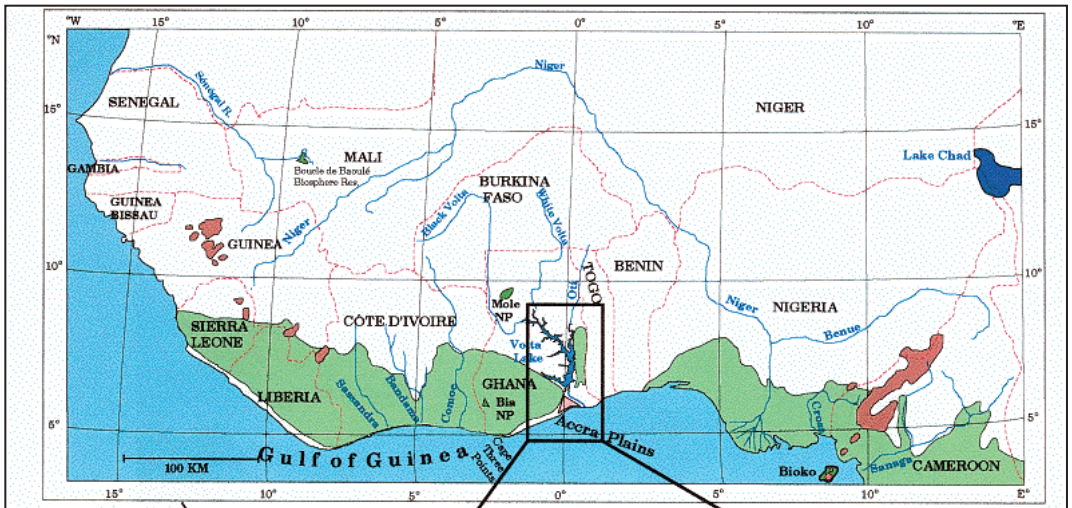 °W 15° 10° 5° 0° 5° 10° °E
°N
Sénégal R.
Niger
SENEGAL
NIGER
15°
15°
Lake Chad
MALI
GAMBIA
Boucle de Baoulé
Biosphere Res.
BURKINA
FASO
GUINEA
BISSAU
Black Volta
White Volta
GUINEA
Niger
10°
BENIN
TOGO
Oti
10°
Mole
NP
Niger
NIGERIA
Benue
SIERRA
LEONE
CÔTE D'IVOIRE
Volta
Lake
LIBERIA
Sassandra
Bandama
Comoe
GHANA
Bia
NP
Cross
5°
5°
Accra Plains
Gulf of Guinea
Cape
Three
Points
100 KM
Bioko
Sanaga
CAMEROON
15° 10° 5° 0° 5° 10° E°